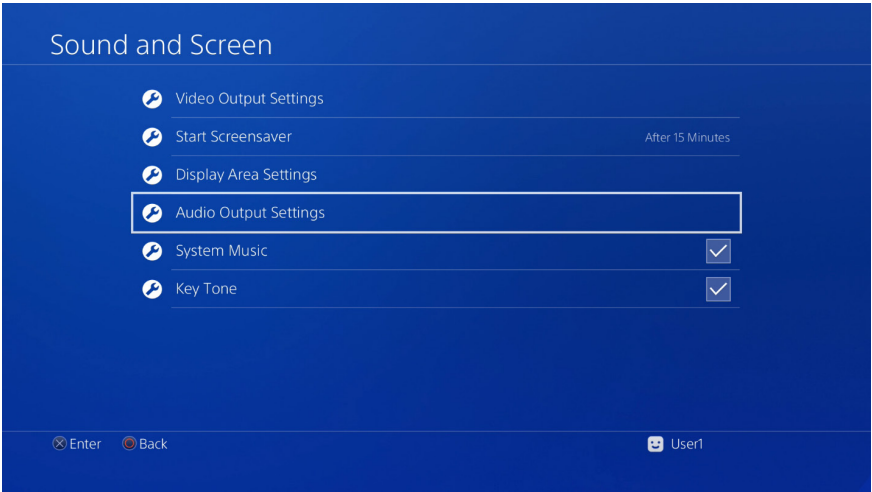 Sound and Screen
Video Output Settings
Start Screensaver After 15 Minutes
Display Area Settings
Audio Output Settings
System Music
Key Tone
Enter Back User1